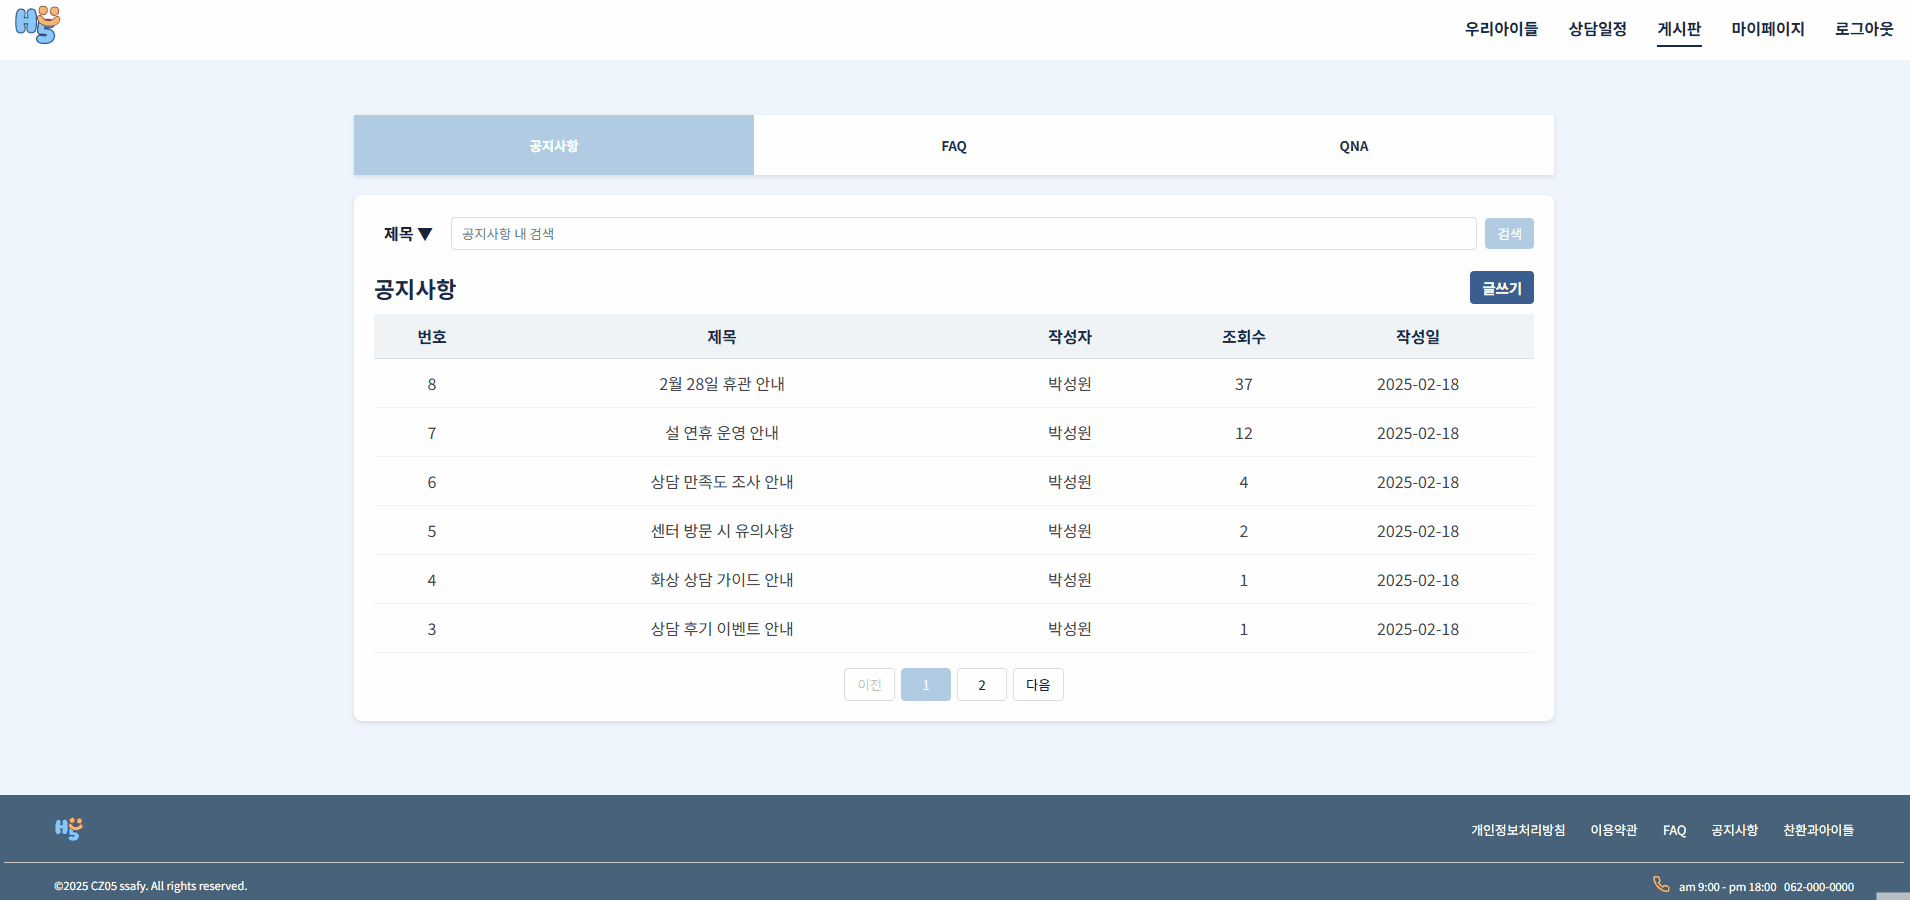 H5
우리아이들 상담일정 게시판 마이페이지 로그아웃
공지사항 FAQ QNA
제목 ▼ 공지사항 내 검색 검색
공지사항 글쓰기
번호 제목 작성자 조회수 작성일
8 2월 28일 휴관 안내 박성원 37 2025-02-18
7 설 연휴 운영 안내 박성원 12 2025-02-18
6 상담 만족도 조사 안내 박성원 4 2025-02-18
5 센터 방문 시 유의사항 박성원 2 2025-02-18
4 화상 상담 가이드 안내 박성원 1 2025-02-18
3 상담 후기 이벤트 안내 박성원 1 2025-02-18
이전 1 2 다음
H5
개인정보처리방침 이용약관 FAQ 공지사항 찬환과아이들
©2025 CZ05 ssafy. All rights reserved.
am 9:00 - pm 18:00 062-000-0000